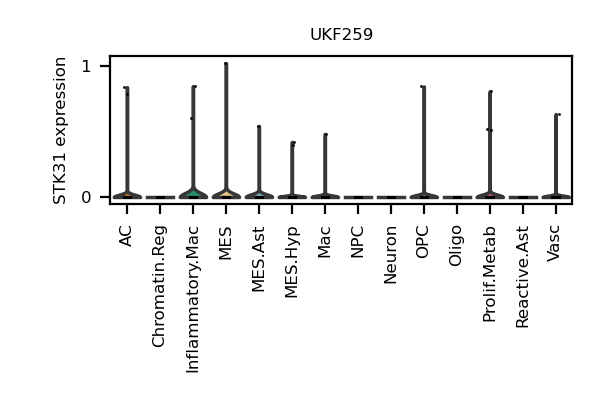 UKF259
STK31 expression
1
0
AC
Chromatin.Reg
Inflammatory.Mac
MES
MES.Ast
MES.Hyp
Mac
NPC
Neuron
OPC
Oligo
Prolif.Metab
Reactive.Ast
Vasc